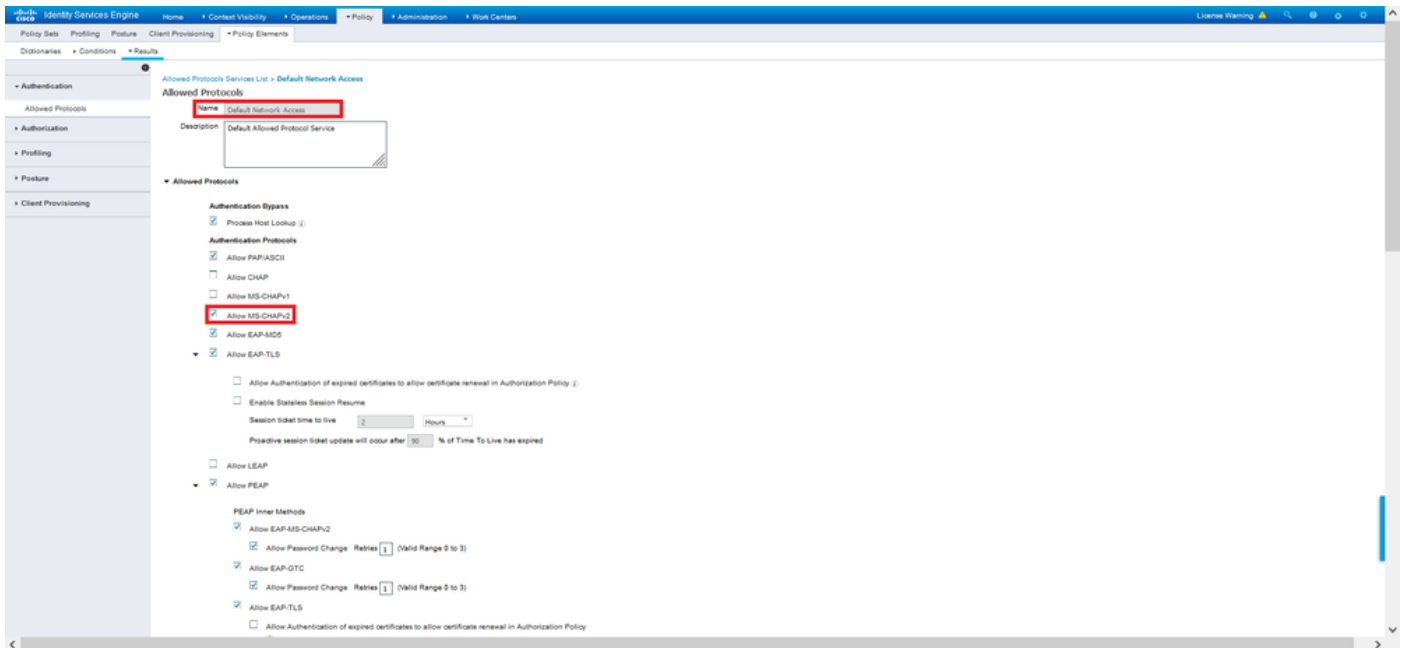 CISCO Identity Services Engine Home Context Visibility Operations Policy Administration Work Centers License Warning
Policy Sets Profiling Posture Client Provisioning Policy Elements
Dictionaries Conditions Results
Authentication
Allowed Protocols
Authorization
Profiling
Posture
Client Provisioning
Allowed Protocols Services List > Default Network Access
Allowed Protocols
Name Default Network Access
Description Default Allowed Protocol Service
Allowed Protocols
Authentication Bypass
Process Host Lookup
Authentication Protocols
Allow PAP/ASCII
Allow CHAP
Allow MS-CHAPv1
Allow MS-CHAPv2
Allow EAP-MD5
Allow EAP-TLS
Allow Authentication of expired certificates to allow certificate renewal in Authorization Policy
Enable Stateless Session Resume
Session ticket time to live 2 Hours
Proactive session ticket update will occur after 90 % of Time To Live has expired
Allow LEAP
Allow PEAP
PEAP Inner Methods
Allow EAP-MS-CHAPv2
Allow Password Change Retries 1 (Valid Range 0 to 3)
Allow EAP-GTC
Allow Password Change Retries 1 (Valid Range 0 to 3)
Allow EAP-TLS
Allow Authentication of expired certificates to allow certificate renewal in Authorization Policy